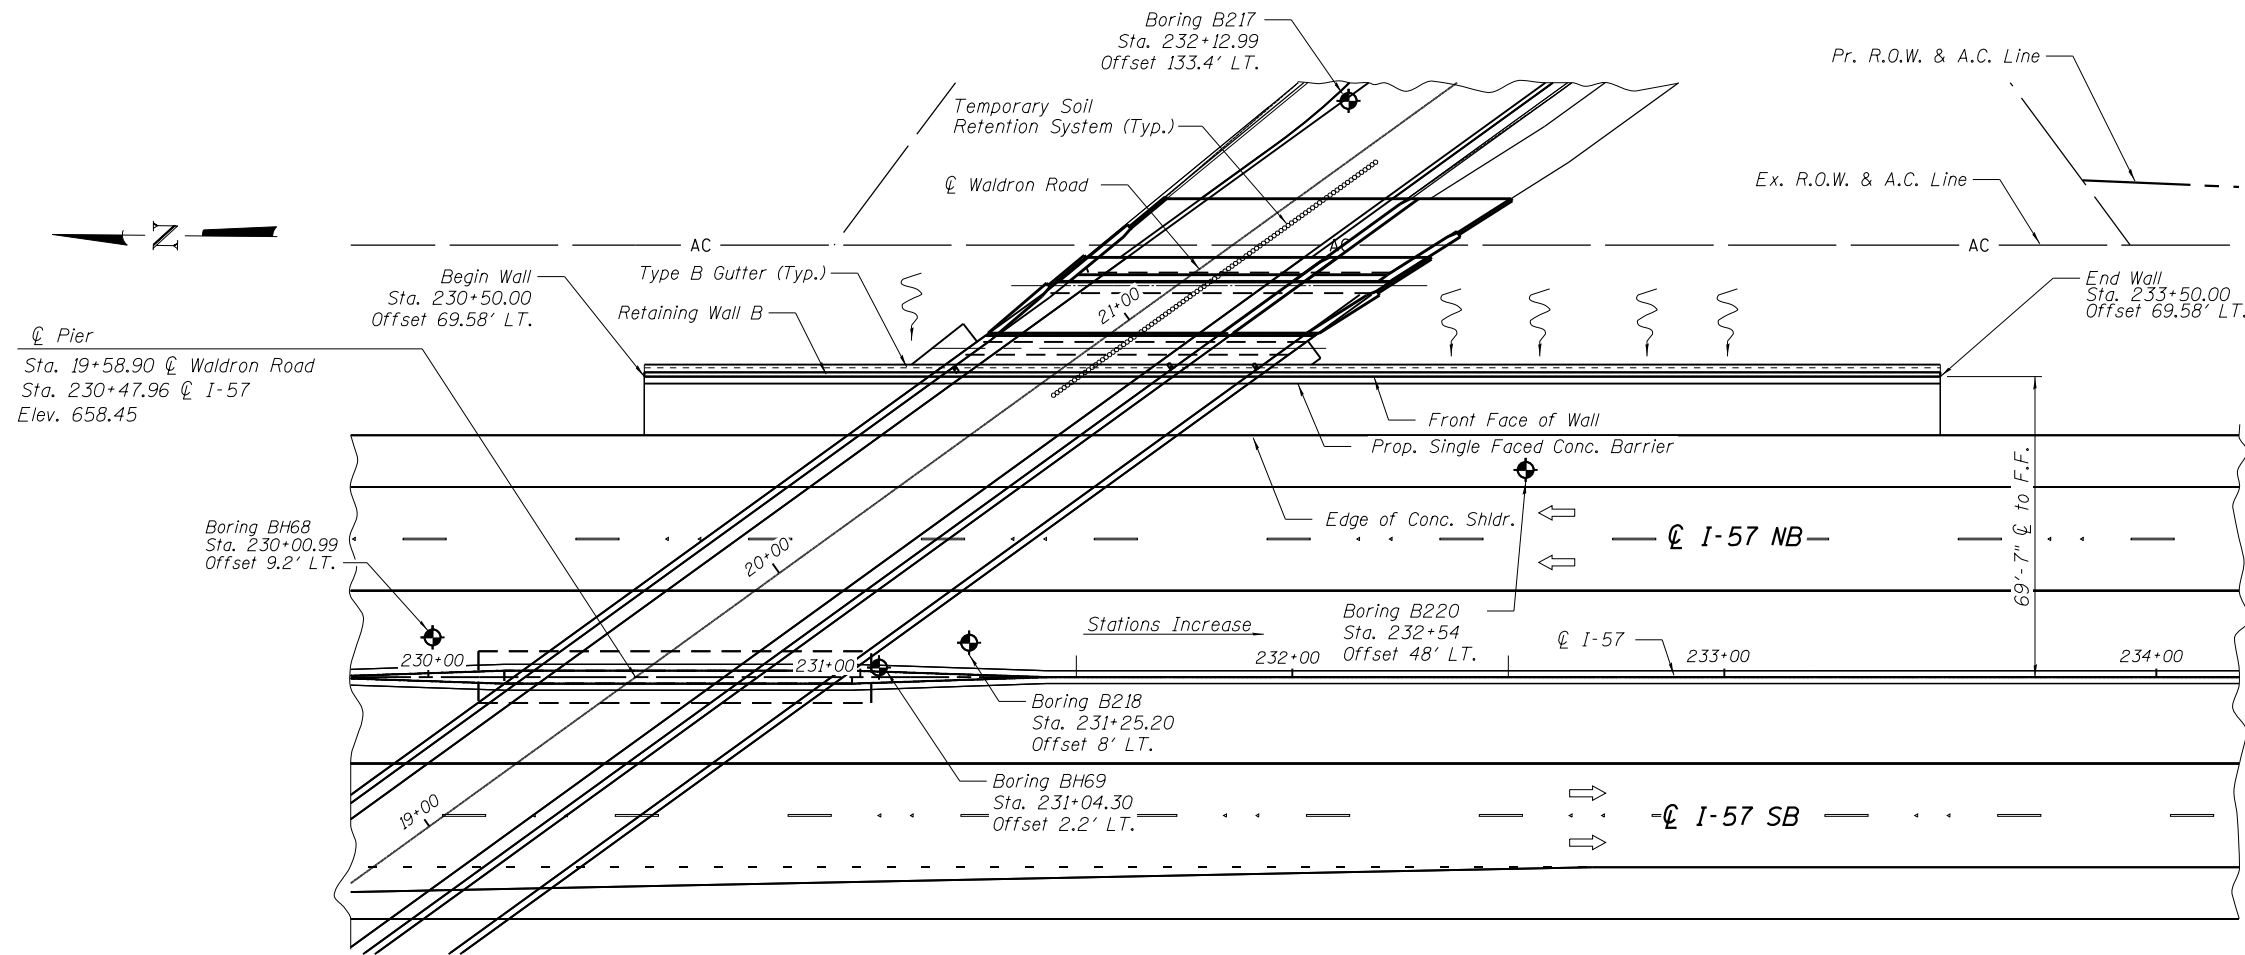 Boring B217
Sta. 232+12.99
Offset 133.4' LT.
Pr. R.O.W. & A.C. Line
Temporary Soil
Retention System (Typ.)
℄ Waldron Road
Ex. R.O.W. & A.C. Line
N
AC
AC
AC
Begin Wall
Sta. 230+50.00
Offset 69.58' LT.
Type B Gutter (Typ.)
Retaining Wall B
21+00
End Wall
Sta. 233+50.00
Offset 69.58' LT.
℄ Pier
Sta. 19+58.90 ℄ Waldron Road
Sta. 230+47.96 ℄ I-57
Elev. 658.45
Front Face of Wall
Prop. Single Faced Conc. Barrier
Edge of Conc. Shldr.
69'-7" ℄ to F.F.
Boring BH68
Sta. 230+00.99
Offset 9.2' LT.
20+00
℄ I-57 NB
Stations Increase
Boring B220
Sta. 232+54
Offset 48' LT.
℄ I-57
230+00
231+00
232+00
233+00
234+00
Boring B218
Sta. 231+25.20
Offset 8' LT.
Boring BH69
Sta. 231+04.30
Offset 2.2' LT.
19+00
℄ I-57 SB